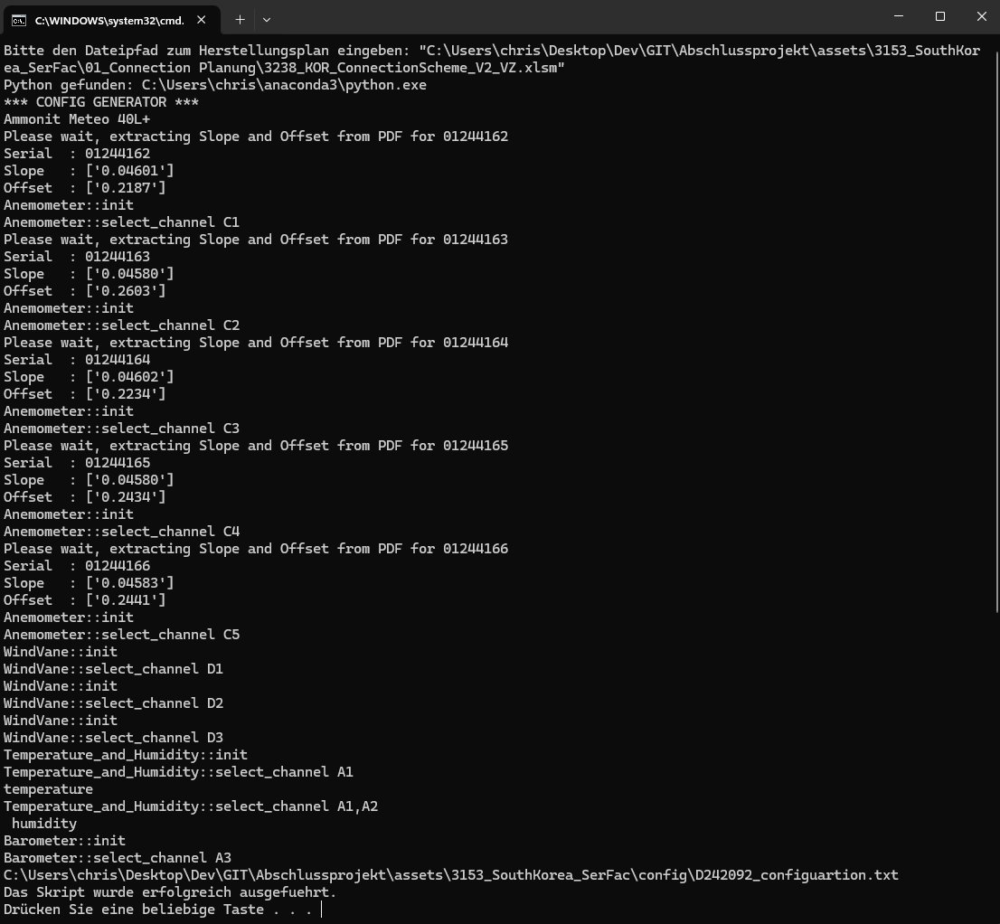 C:\WINDOWS\system32\cmd.
Bitte den Dateipfad zum Herstellungsplan eingeben: "C:\Users\chris\Desktop\Dev\GIT\Abschlussprojekt\assets\3153_SouthKor
ea_SerFac\01_Connection Planung\3238_KOR_ConnectionScheme_V2_VZ.xlsm"
Python gefunden: C:\Users\chris\anaconda3\python.exe
*** CONFIG GENERATOR ***
Ammonit Meteo 40L+
Please wait, extracting Slope and Offset from PDF for 01244162
Serial  : 01244162
Slope   : ['0.04601']
Offset  : ['0.2187']
Anemometer::init
Anemometer::select_channel C1
Please wait, extracting Slope and Offset from PDF for 01244163
Serial  : 01244163
Slope   : ['0.04580']
Offset  : ['0.2603']
Anemometer::init
Anemometer::select_channel C2
Please wait, extracting Slope and Offset from PDF for 01244164
Serial  : 01244164
Slope   : ['0.04602']
Offset  : ['0.2234']
Anemometer::init
Anemometer::select_channel C3
Please wait, extracting Slope and Offset from PDF for 01244165
Serial  : 01244165
Slope   : ['0.04580']
Offset  : ['0.2434']
Anemometer::init
Anemometer::select_channel C4
Please wait, extracting Slope and Offset from PDF for 01244166
Serial  : 01244166
Slope   : ['0.04583']
Offset  : ['0.2441']
Anemometer::init
Anemometer::select_channel C5
WindVane::init
WindVane::select_channel D1
WindVane::init
WindVane::select_channel D2
WindVane::init
WindVane::select_channel D3
Temperature_and_Humidity::init
Temperature_and_Humidity::select_channel A1
temperature
Temperature_and_Humidity::select_channel A1,A2
 humidity
Barometer::init
Barometer::select_channel A3
C:\Users\chris\Desktop\Dev\GIT\Abschlussprojekt\assets\3153_SouthKorea_SerFac\config\D242092_configuartion.txt
Das Skript wurde erfolgreich ausgefuehrt.
Drücken Sie eine beliebige Taste . . .